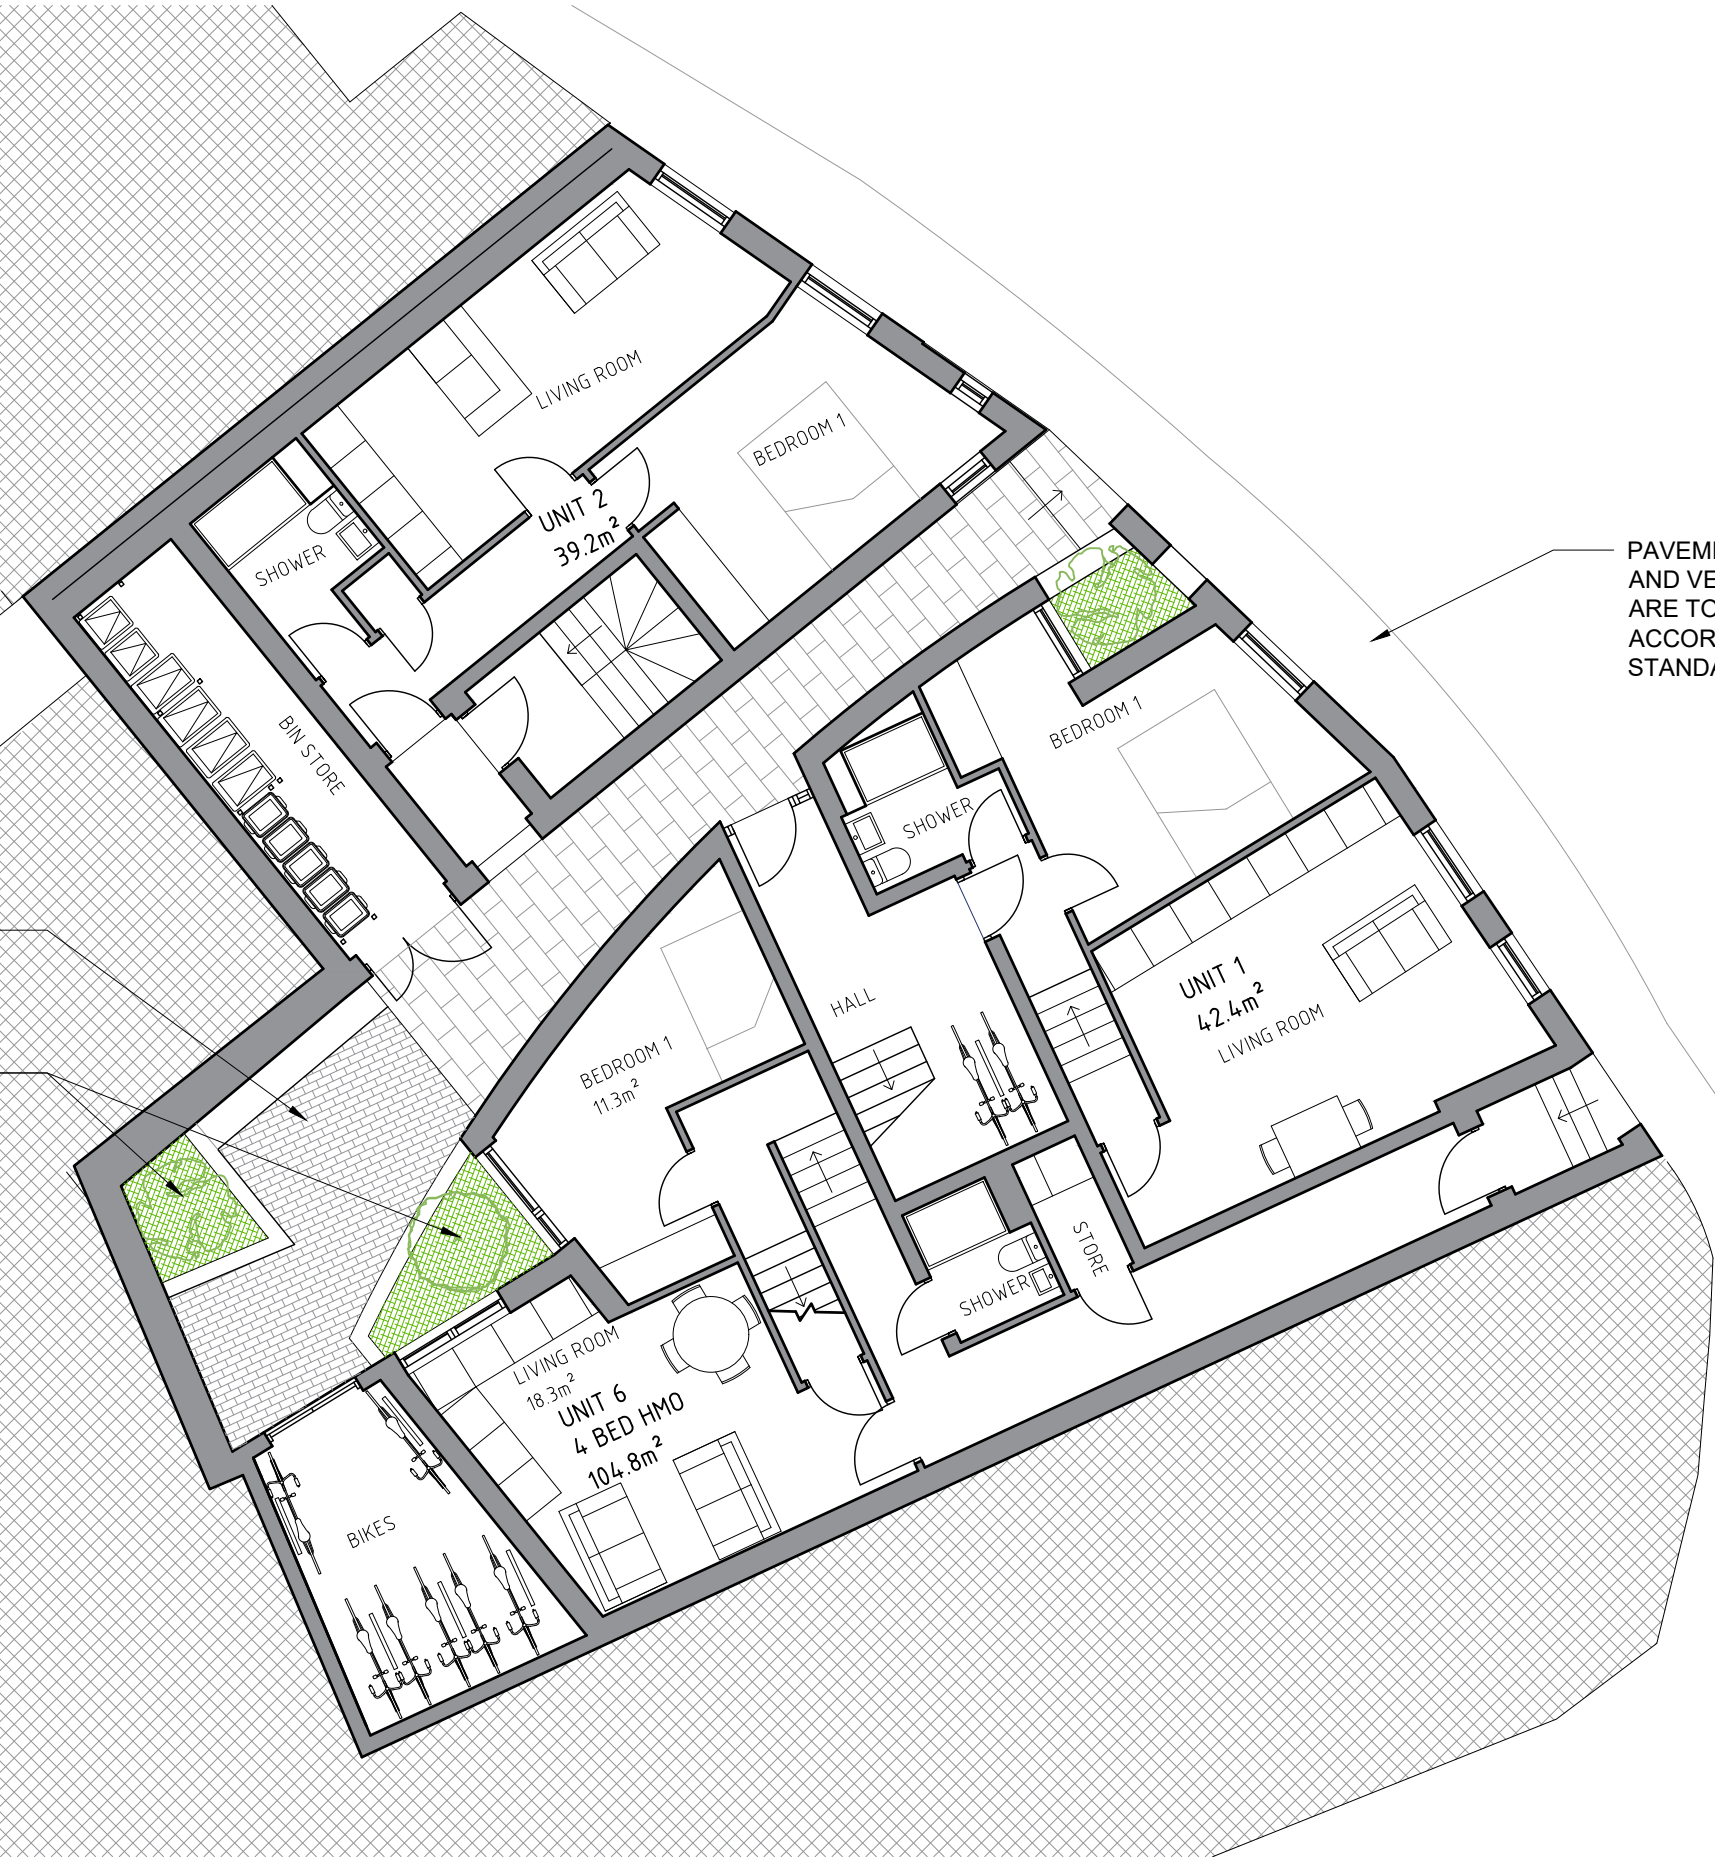 LIVING ROOM
BEDROOM 1
UNIT 2
39.2m²
SHOWER
BIN STORE
BEDROOM 1
SHOWER
UNIT 1
42.4m²
LIVING ROOM
HALL
BEDROOM 1
11.3m²
STORE
SHOWER
LIVING ROOM
18.3m²
UNIT 6
4 BED HMO
104.8m²
BIKES
AND VE
ARE TO
ACCOR
STANDA